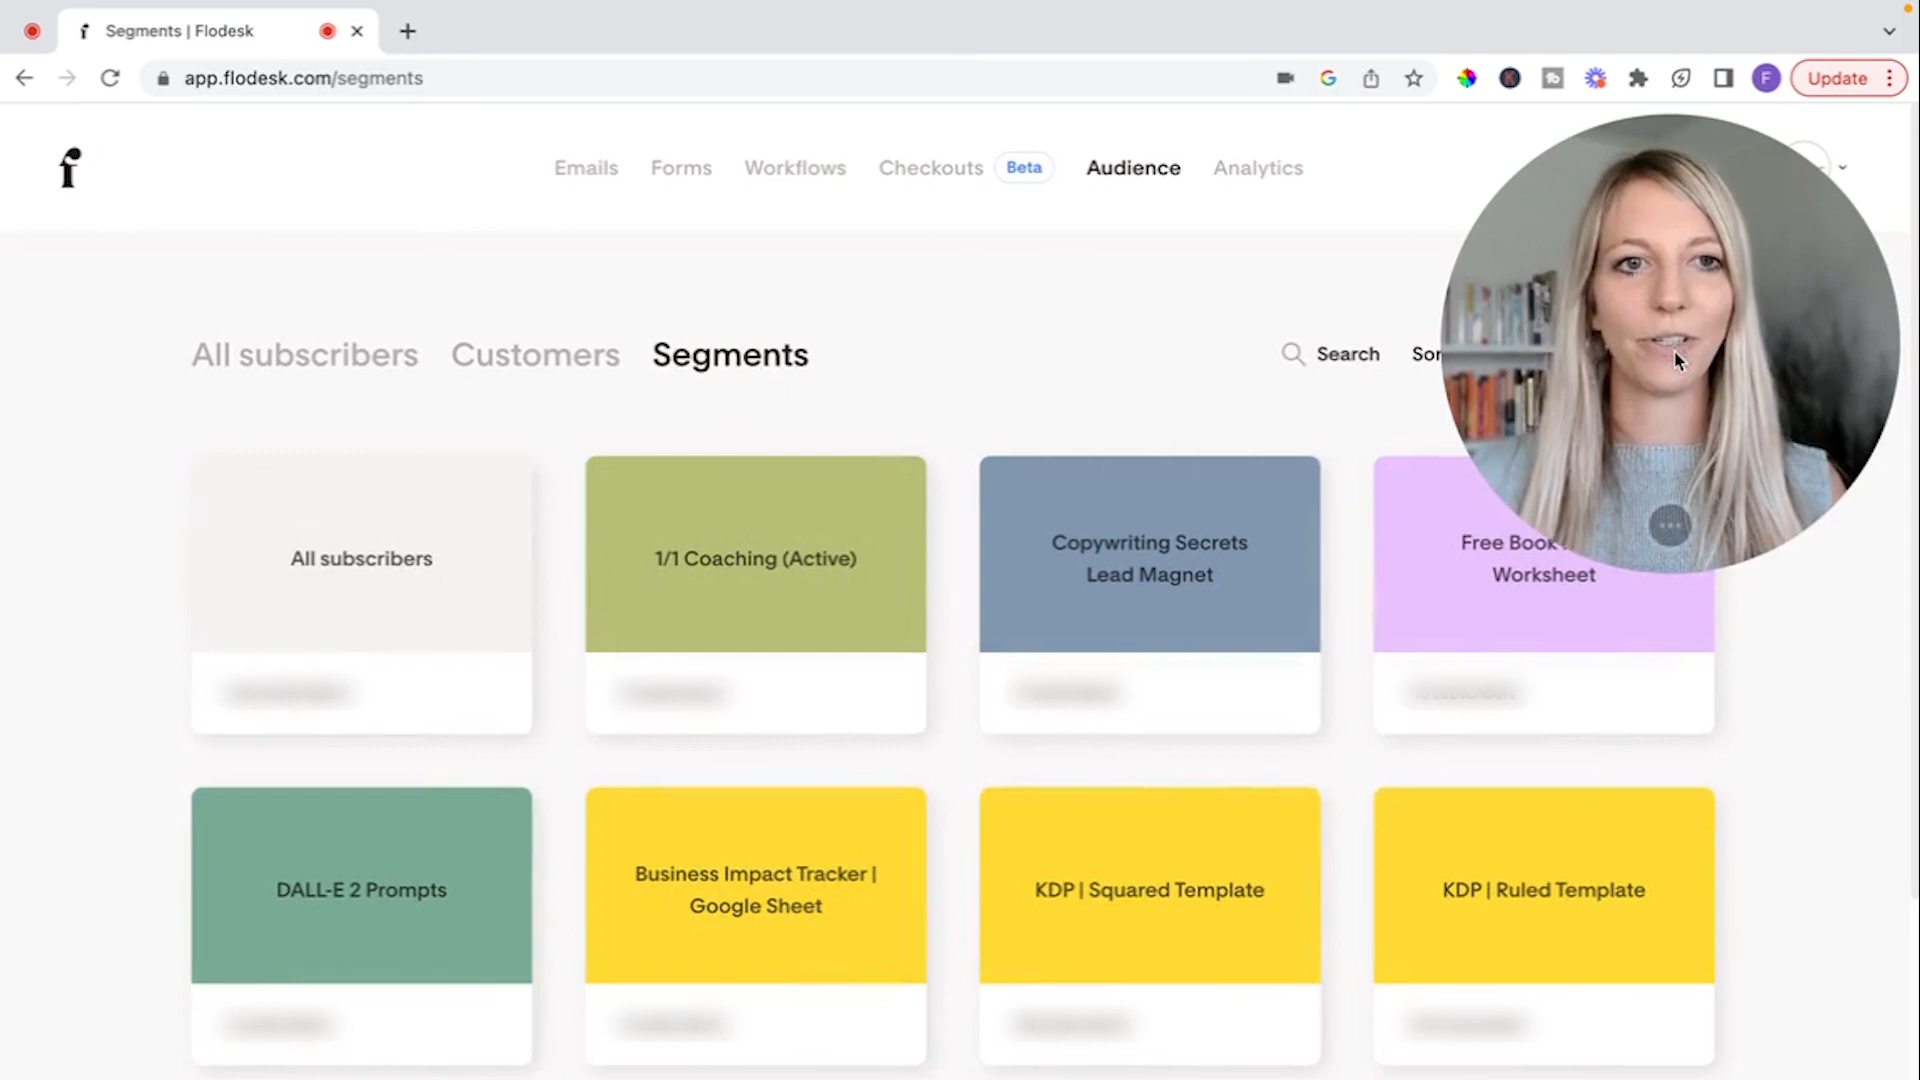 Segments | Flodesk
app.flodesk.com/segments
F
Update
f
Emails
Forms
Workflows
Checkouts
Beta
Audience
Analytics
All subscribers
Customers
Segments
Search
Sor
All subscribers
1/1 Coaching (Active)
Copywriting Secrets
Lead Magnet
Free Book
Worksheet
DALL-E 2 Prompts
Business Impact Tracker |
Google Sheet
KDP | Squared Template
KDP | Ruled Template